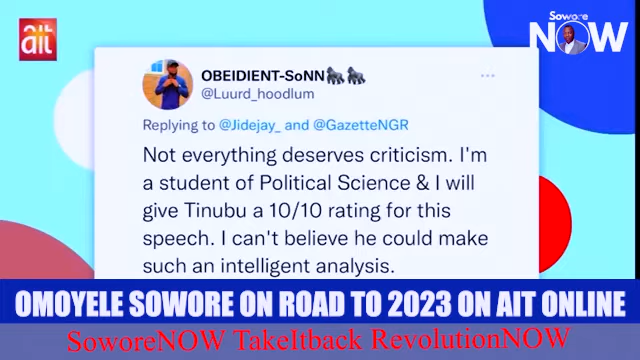 ait
Sowore
NOW
OBEIDIENT-SoNN🦍🦍
@Luurd_hoodlum
Replying to @Jidejay_ and @GazetteNGR
Not everything deserves criticism. I'm
a student of Political Science & I will
give Tinubu a 10/10 rating for this
speech. I can't believe he could make
such an intelligent analysis.
OMOYELE SOWORE ON ROAD TO 2023 ON AIT ONLINE
SoworeNOW TakeItback RevolutionNOW